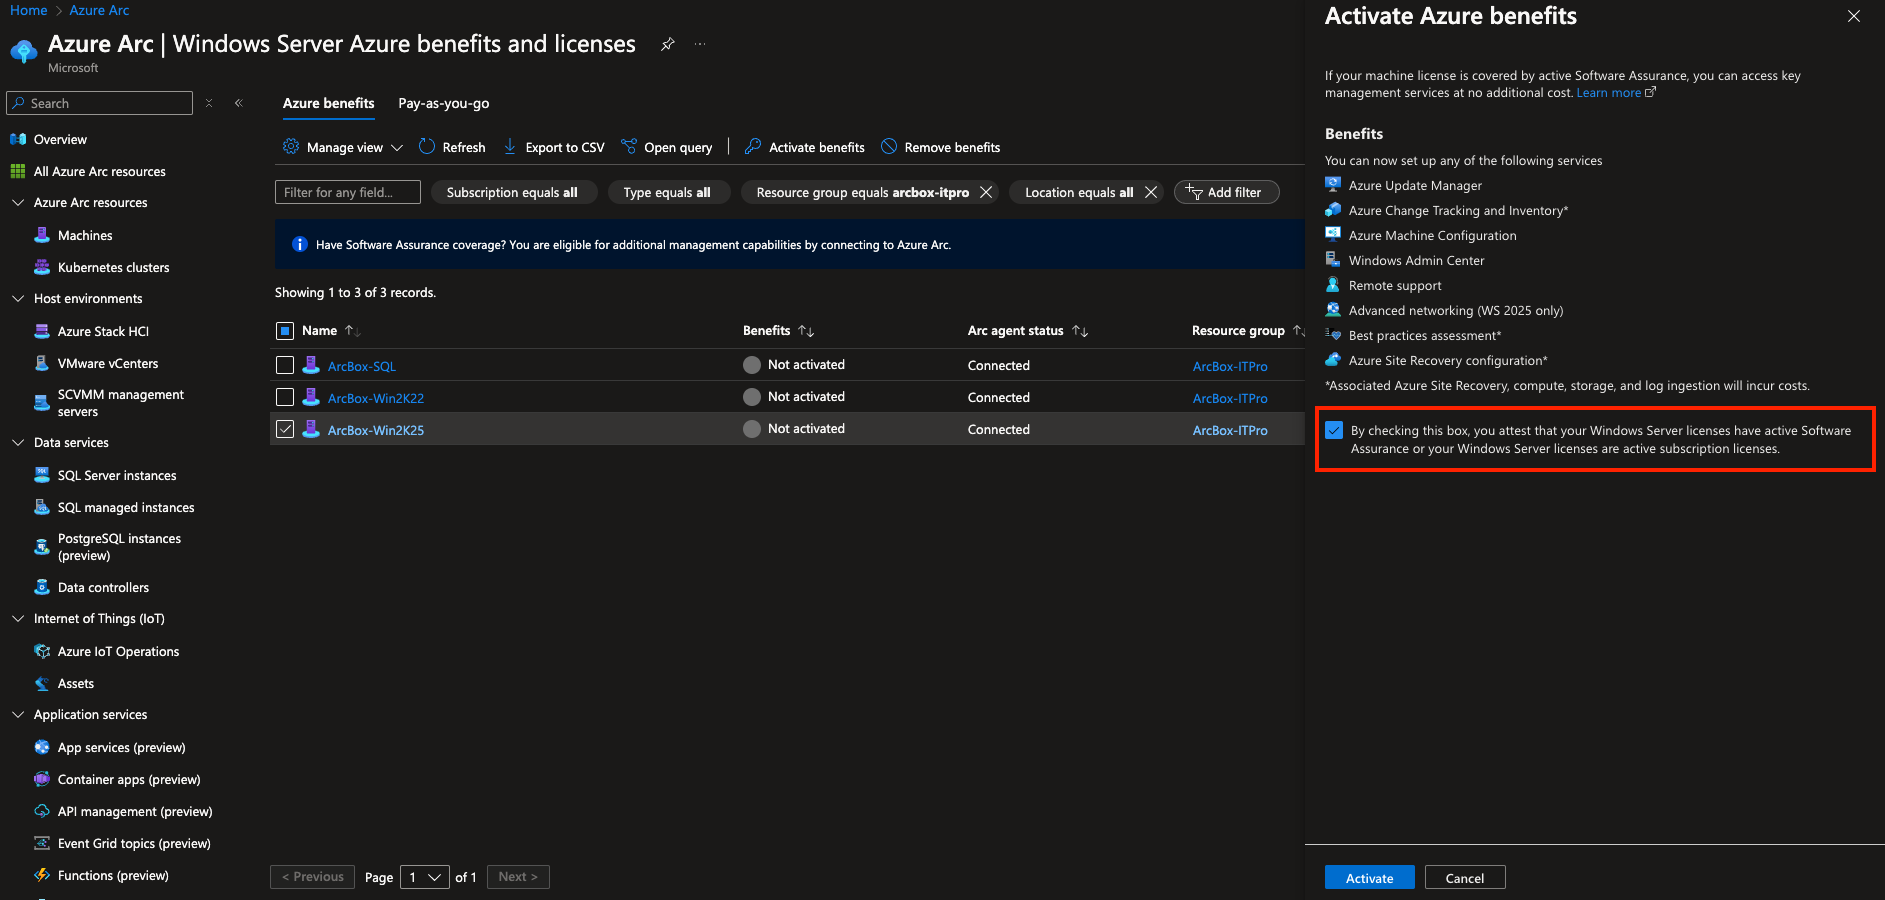 Home > Azure Arc
Azure Arc | Windows Server Azure benefits and licenses
Microsoft
Search
Overview
All Azure Arc resources
Azure Arc resources
Machines
Kubernetes clusters
Host environments
Azure Stack HCI
VMware vCenters
SCVMM management
services
Data services
SQL Server instances
SQL managed instances
PostgreSQL instances
(preview)
Data controllers
Internet of Things (IoT)
Azure IoT Operations
Assets
Application services
App services (preview)
Container apps (preview)
API management (preview)
Event Grid topics (preview)
Functions (preview)
Azure benefits Pay-as-you-go
Manage view Refresh Export to CSV Open query Activate benefits Remove benefits
Filter for any field... Subscription equals all Type equals all Resource group equals arcbox-itpro Location equals all Add filter
Have Software Assurance coverage? You are eligible for additional management capabilities by connecting to Azure Arc.
Showing 1 to 3 of 3 records.
Name Benefits Arc agent status Resource group
ArcBox-SQL Not activated Connected ArcBox-ITPro
ArcBox-Win2K22 Not activated Connected ArcBox-ITPro
ArcBox-Win2K25 Not activated Connected ArcBox-ITPro
< Previous Page 1 of 1 Next >
Activate Azure benefits
If your machine license is covered by active Software Assurance, you can access key
management services at no additional cost. Learn more
Benefits
You can now set up any of the following services
Azure Update Manager
Azure Change Tracking and Inventory*
Azure Machine Configuration
Windows Admin Center
Remote support
Advanced networking (WS 2025 only)
Best practices assessment*
Azure Site Recovery configuration*
*Associated Azure Site Recovery, compute, storage, and log ingestion will incur costs.
By checking this box, you attest that your Windows Server licenses have active Software
Assurance or your Windows Server licenses are active subscription licenses.
Activate Cancel